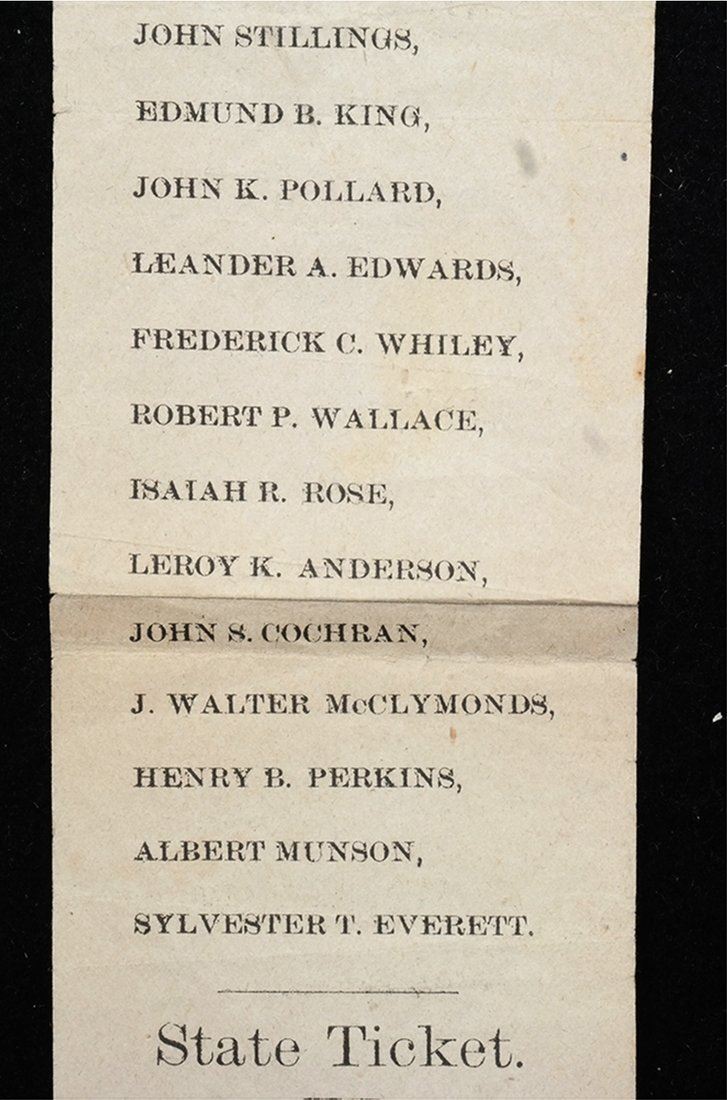 JOHN STILLINGS,
EDMUND B. KING,
JOHN K. POLLARD,
LEANDER A. EDWARDS,
FREDERICK C. WHILEY,
ROBERT P. WALLACE,
ISAIAH R. ROSE,
LEROY K. ANDERSON,
JOHN S. COCHRAN,
J. WALTER McCLYMONDS,
HENRY B. PERKINS,
ALBERT MUNSON,
SYLVESTER T. EVERETT.
State Ticket.